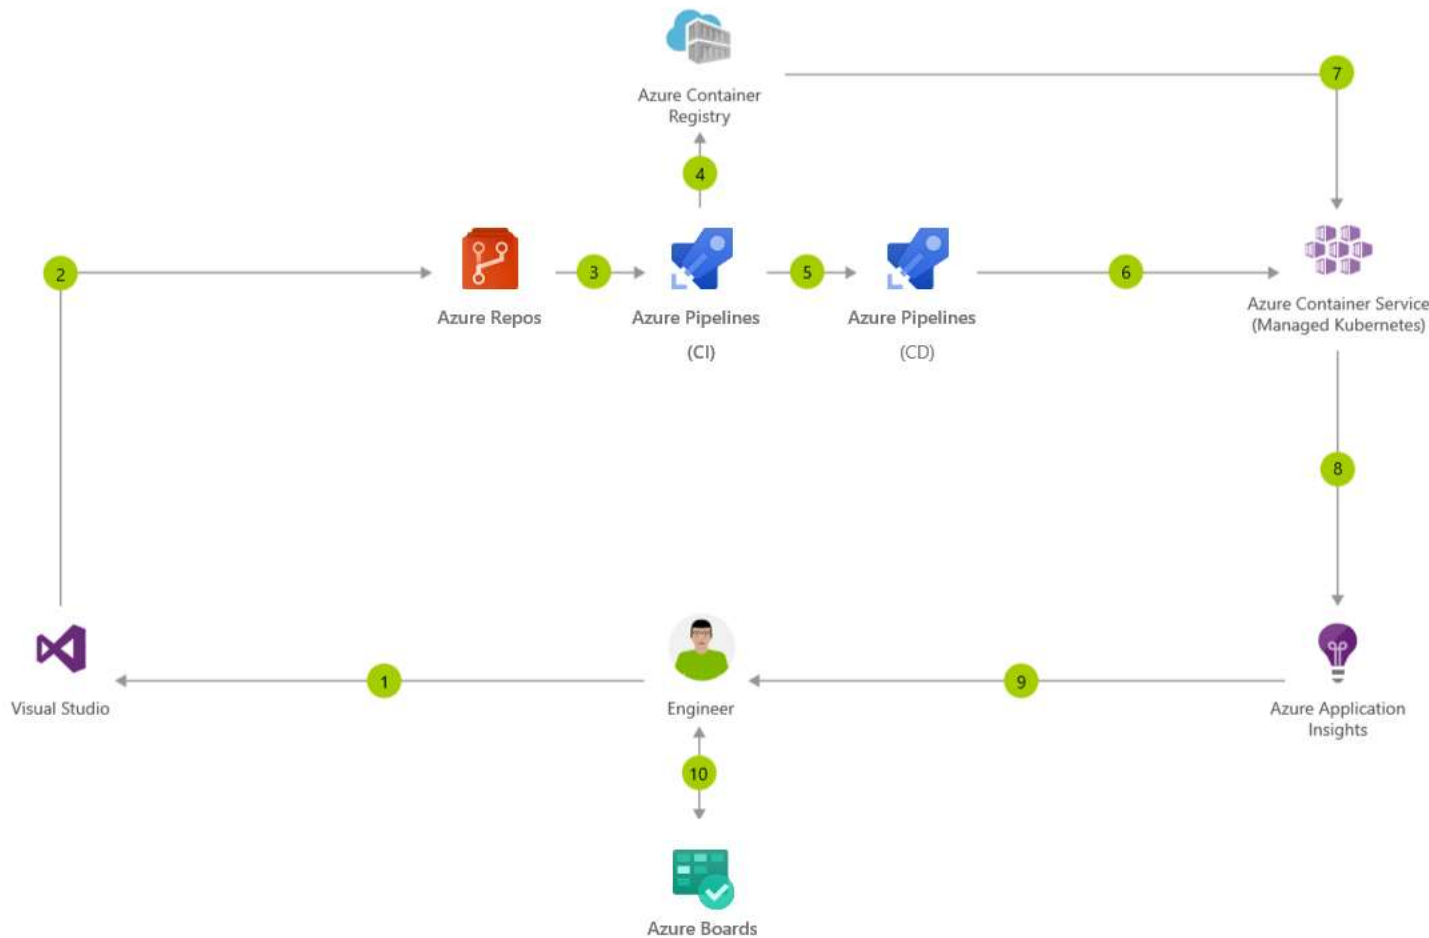 Azure Container
Registry
7
4
2
3
5
6
Azure Repos
Azure Pipelines
(CI)
Azure Pipelines
(CD)
Azure Container Service
(Managed Kubernetes)
8
1
9
Visual Studio
Engineer
Azure Application
Insights
10
Azure Boards